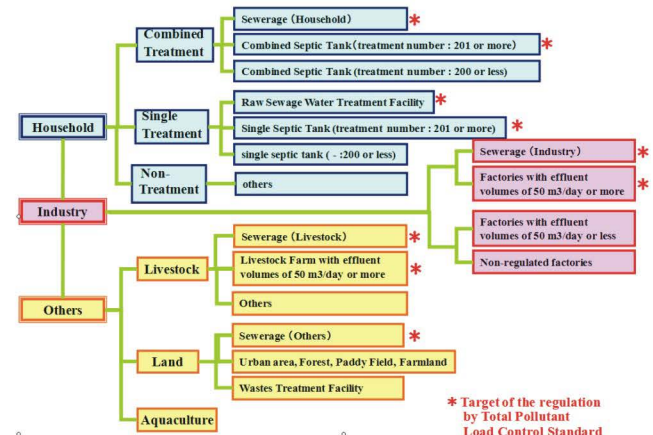 Household
Combined
Treatment
Sewerage (Household) *
Combined Septic Tank (treatment number : 201 or more) *
Combined Septic Tank (treatment number : 200 or less)
Single
Treatment
Raw Sewage Water Treatment Facility *
Single Septic Tank (treatment number : 201 or more) *
single septic tank ( - :200 or less)
Non-
Treatment
others
Industry
Sewerage (Industry) *
Factories with effluent
volumes of 50 m3/day or more *
Factories with effluent
volumes of 50 m3/day or less
Non-regulated factories
Others
Livestock
Sewerage (Livestock) *
Livestock Farm with effluent
volumes of 50 m3/day or more *
Others
Land
Sewerage (Others) *
Urban area, Forest, Paddy Field, Farmland
Wastes Treatment Facility
Aquaculture
* Target of the regulation
by Total Pollutant
Load Control Standard